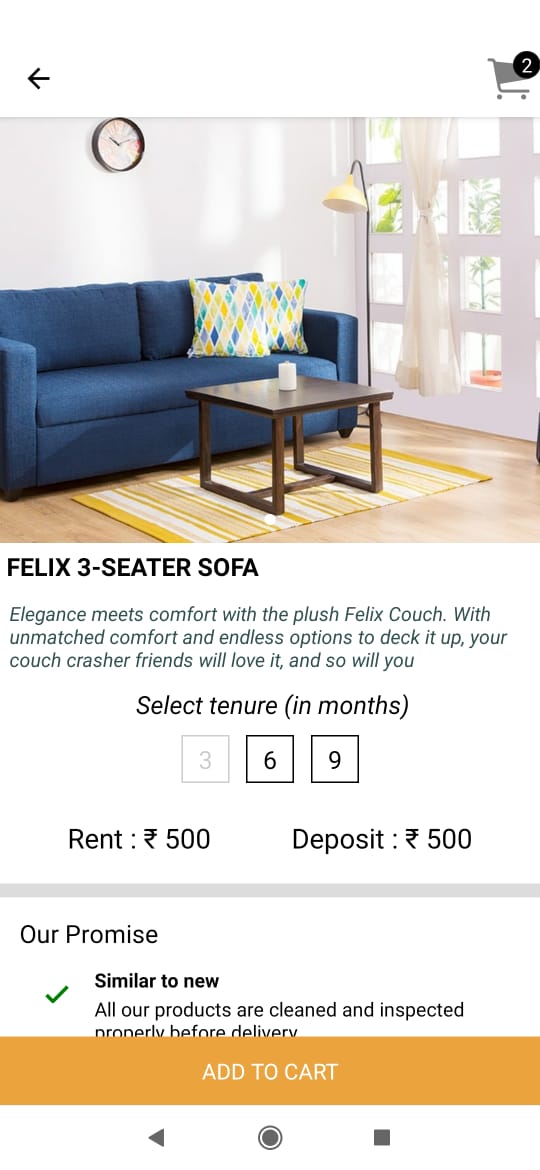 2
FELIX 3-SEATER SOFA
Elegance meets comfort with the plush Felix Couch. With
unmatched comfort and endless options to deck it up, your
couch crasher friends will love it, and so will you
Select tenure (in months)
3 6 9
Rent : ₹ 500 Deposit : ₹ 500
Our Promise
Similar to new
All our products are cleaned and inspected
properly before delivery
ADD TO CART